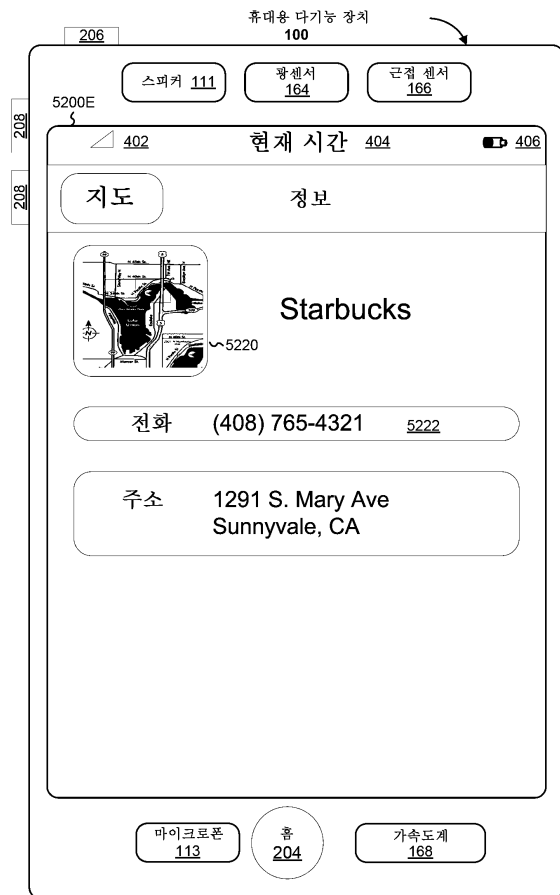 휴대용 다기능 장치
206
100
스피커 111
광센서
164
근접 센서
166
5200E
208
402
현재 시간 404
406
지도
정보
208
Starbucks
N
5220
전화 (408) 765-4321 5222
주소 1291 S. Mary Ave
Sunnyvale, CA
마이크로폰
113
홈
204
가속도계
168